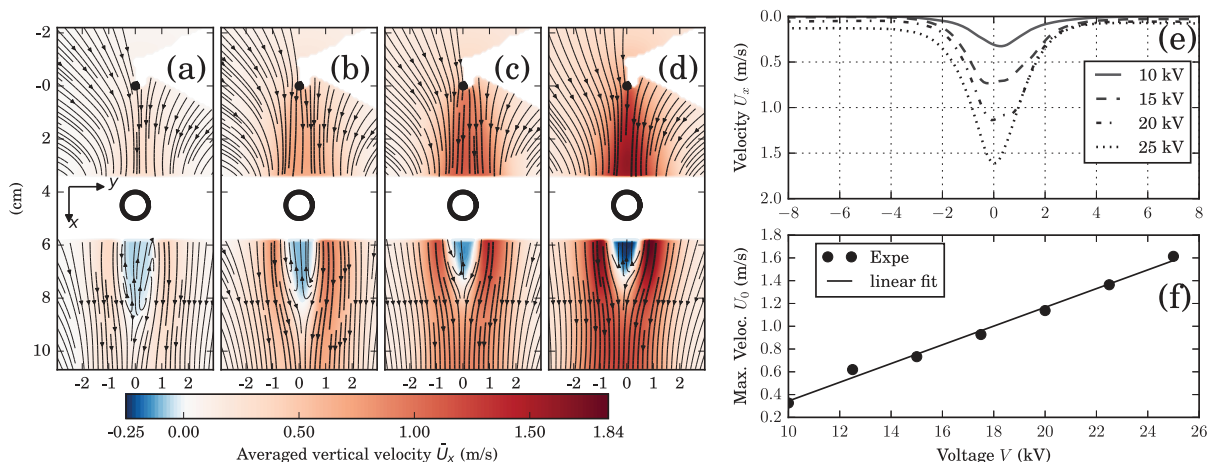 (a) (b) (c) (d)
-2
-0
2
4
6
8
10
(cm)
y
x
-2 -1 0 1 2 -2 -1 0 1 2 -2 -1 0 1 2 -2 -1 0 1 2
-0.25 0.00 0.50 1.00 1.50 1.84
Averaged vertical velocity Ūx (m/s)
0.0
0.5
1.0
1.5
2.0
Velocity Ux (m/s)
(e)
10 kV
15 kV
20 kV
25 kV
−8 −6 −4 −2 0 2 4 6 8
1.8
1.6
1.4
1.2
1.0
0.8
0.6
0.4
0.2
Max. Veloc. U0 (m/s)
Expe
linear fit
(f)
10 12 14 16 18 20 22 24 26
Voltage V (kV)